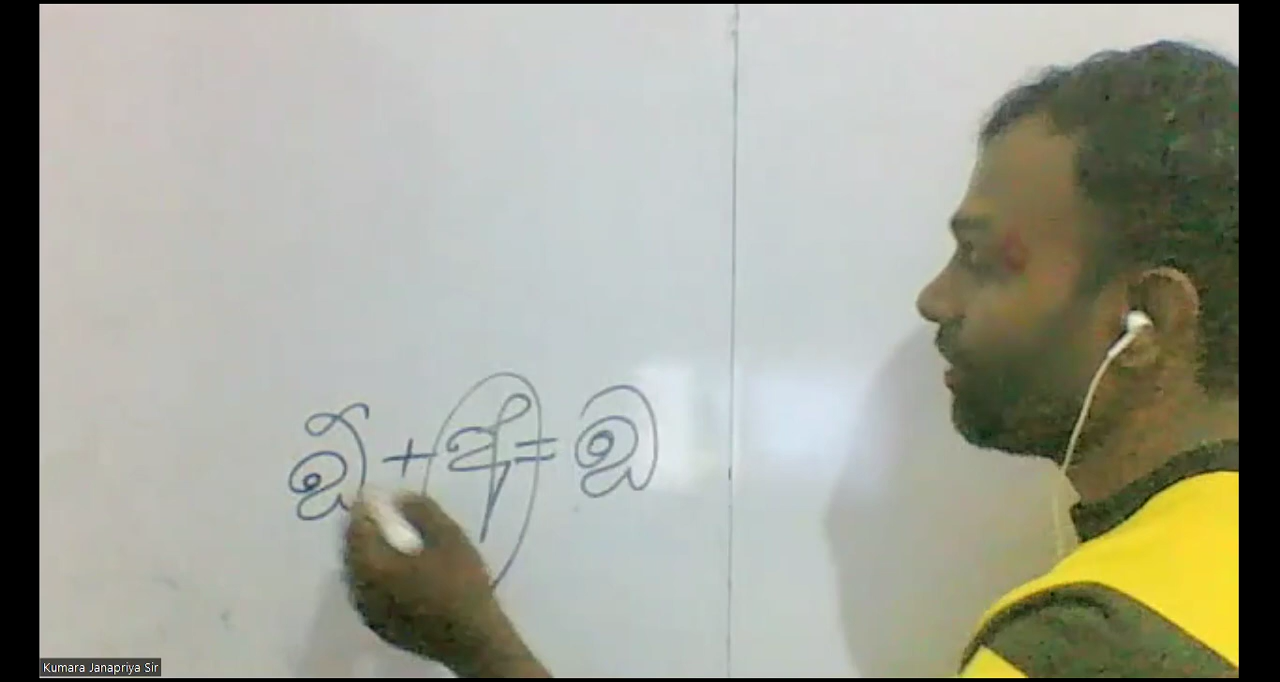 ඛ් + අ = ඛ
Kumara Janapriya Sir